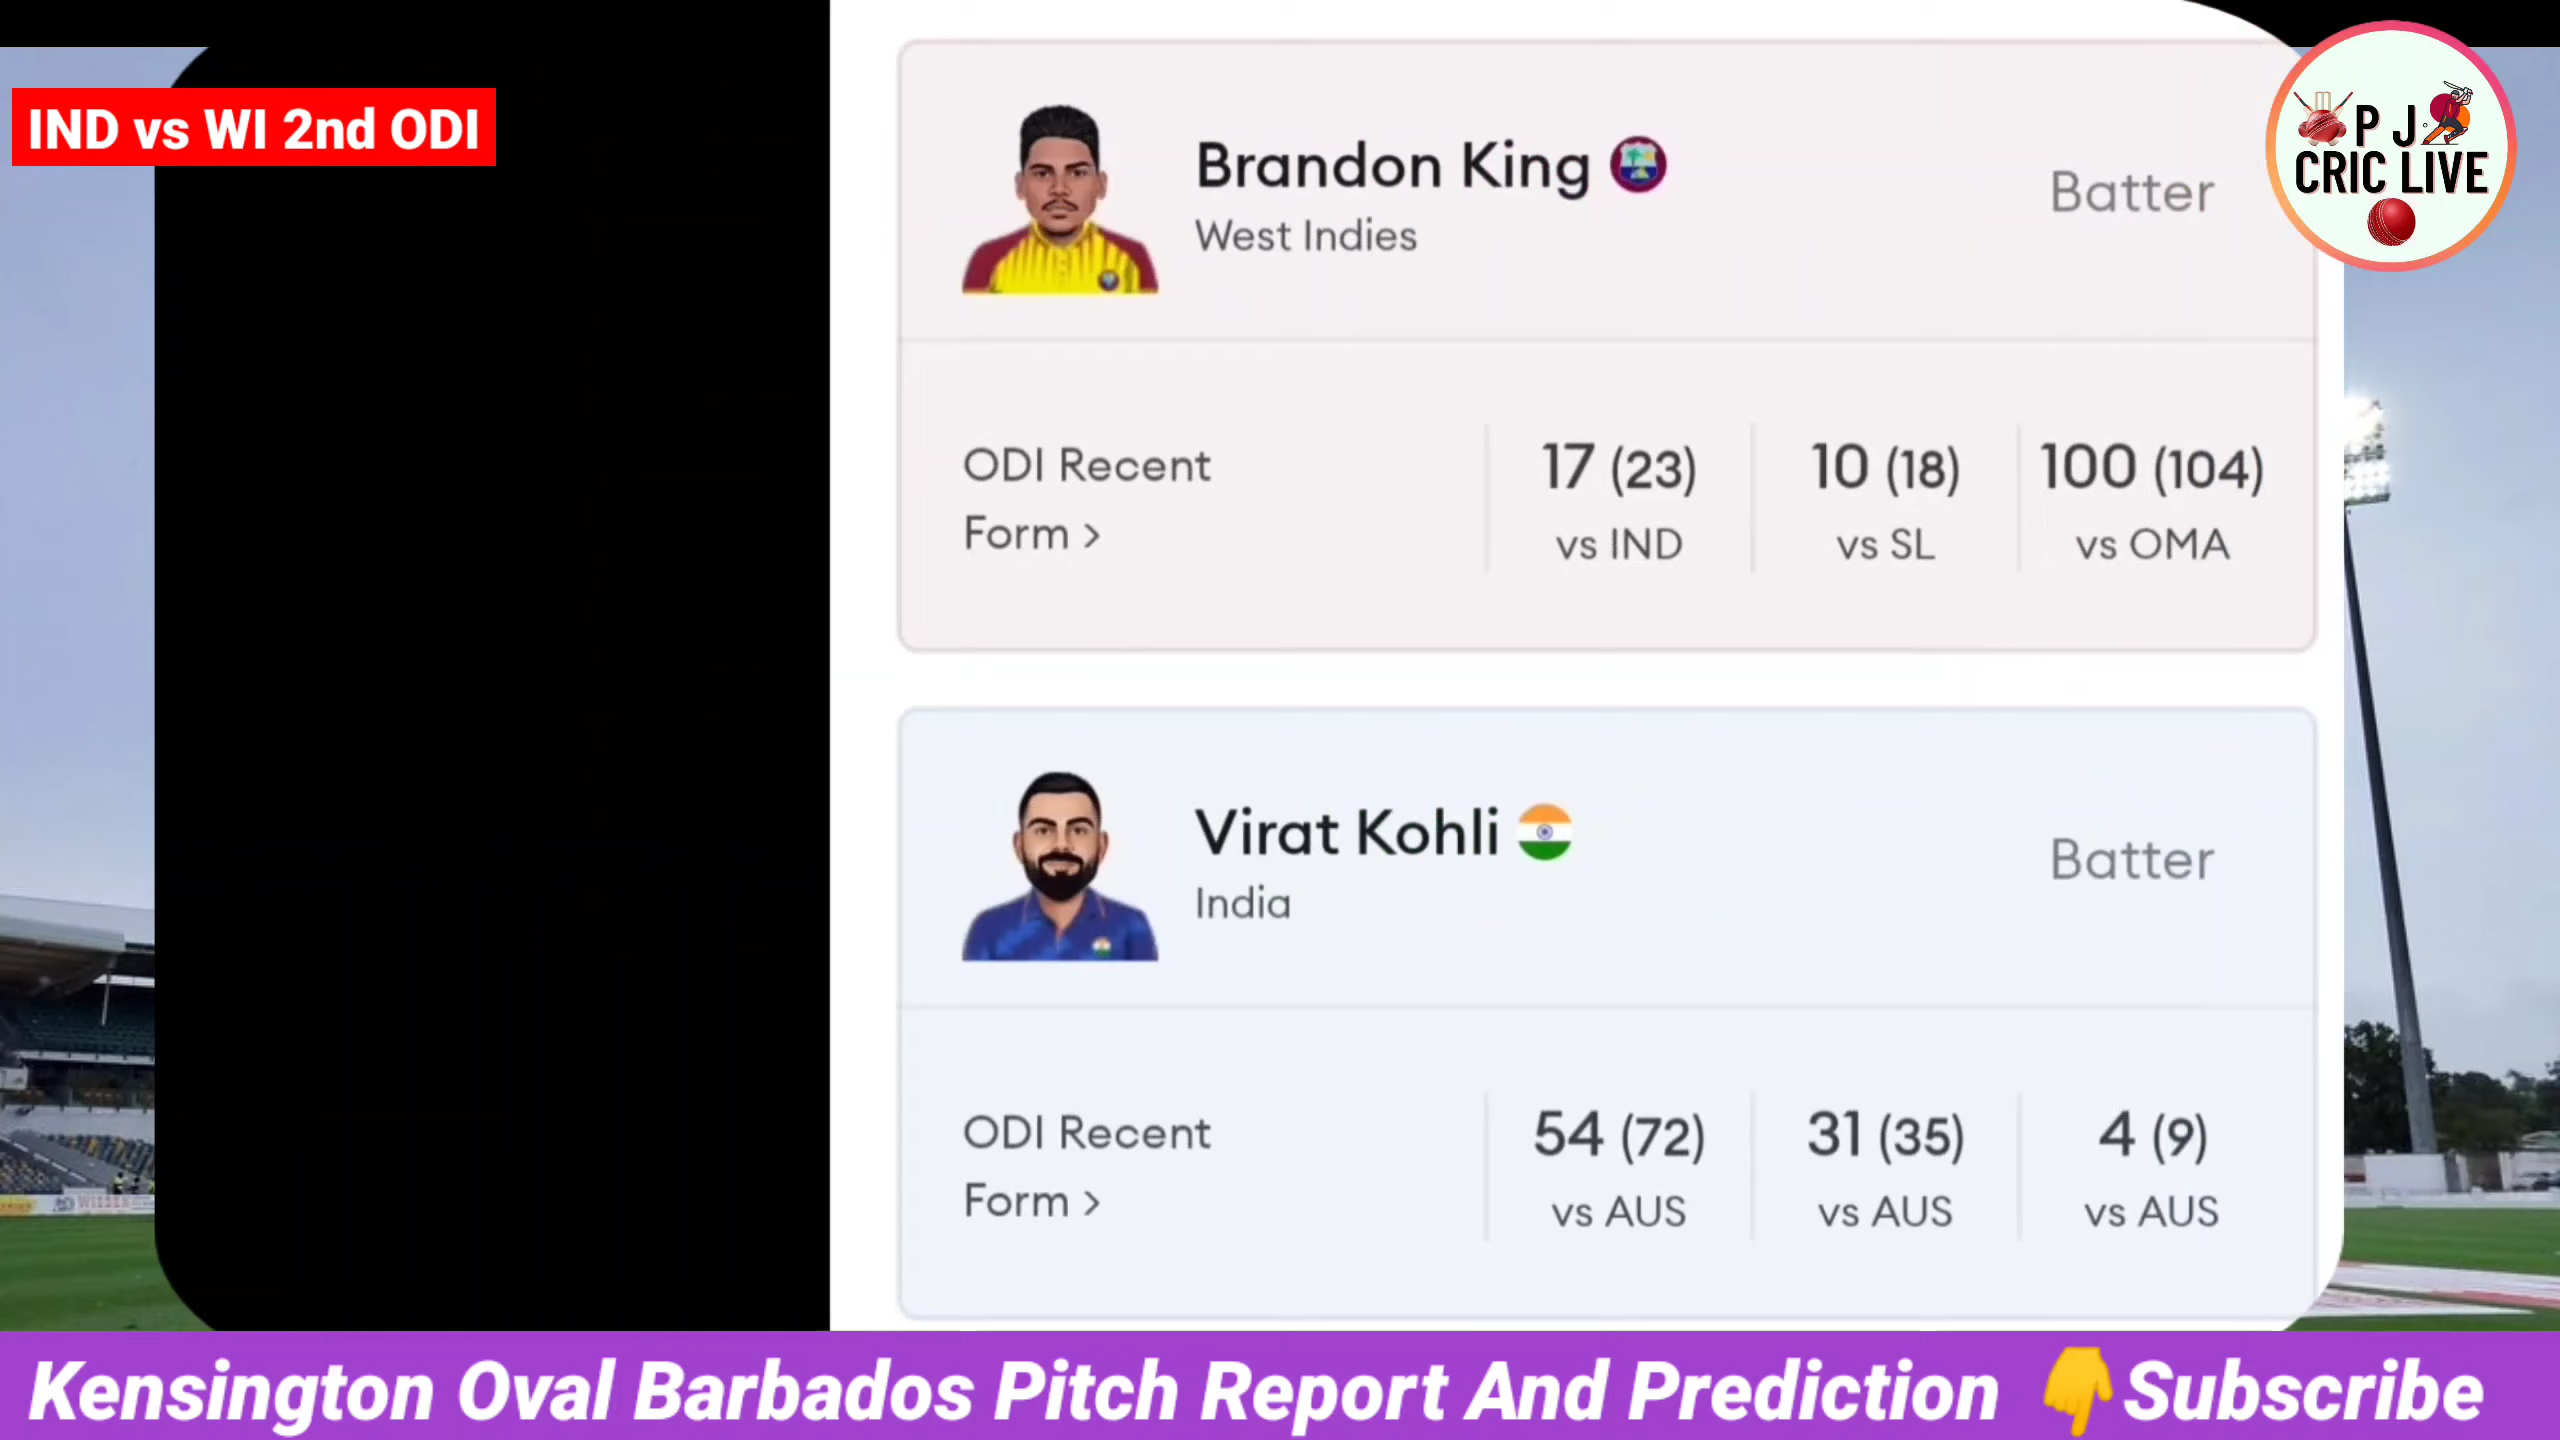 IND vs WI 2nd ODI
P J
CRIC LIVE
Brandon King
West Indies
Batter
ODI Recent
Form >
17 (23)
vs IND
10 (18)
vs SL
100 (104)
vs OMA
Virat Kohli
India
Batter
ODI Recent
Form >
54 (72)
vs AUS
31 (35)
vs AUS
4 (9)
vs AUS
Kensington Oval Barbados Pitch Report And Prediction 👇Subscribe